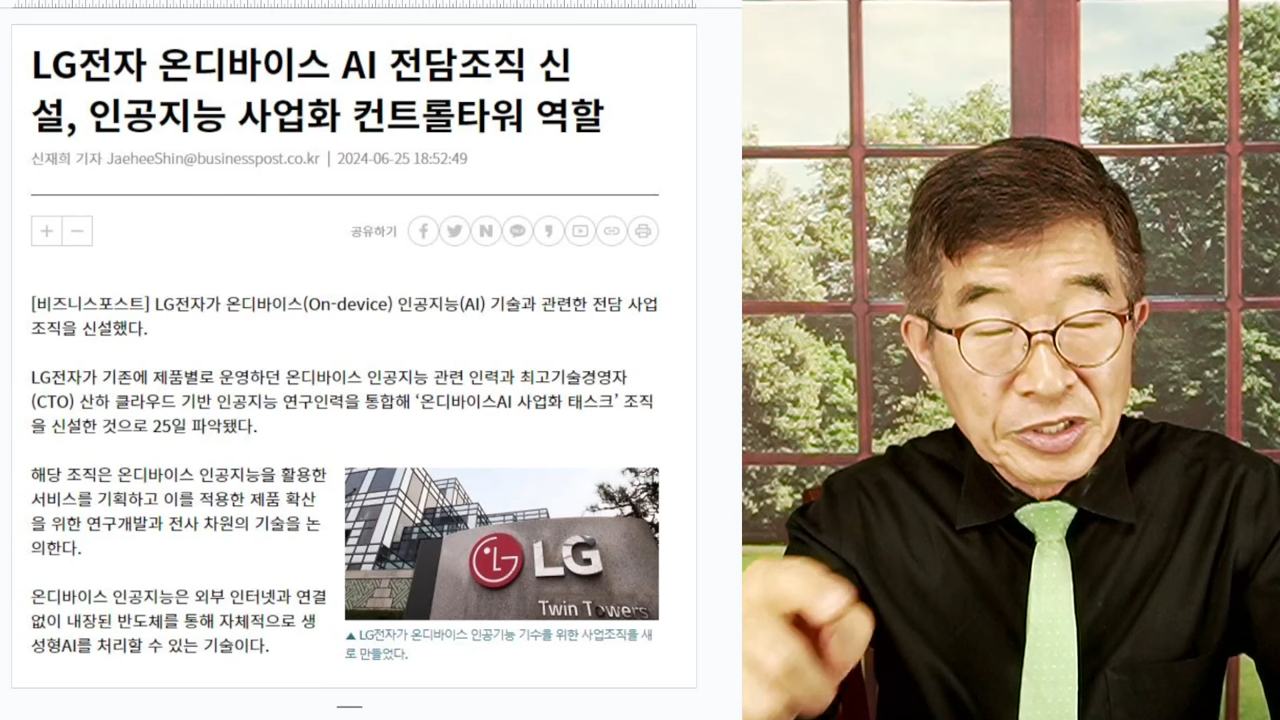 LG전자 온디바이스 AI 전담조직 신
설, 인공지능 사업화 컨트롤타워 역할
신재희 기자 JaeheeShin@businesspost.co.kr | 2024-06-25 18:52:49
공유하기
[비즈니스포스트] LG전자가 온디바이스(On-device) 인공지능(AI) 기술과 관련한 전담 사업
조직을 신설했다.
LG전자가 기존에 제품별로 운영하던 온디바이스 인공지능 관련 인력과 최고기술경영자
(CTO) 산하 클라우드 기반 인공지능 연구인력을 통합해 ‘온디바이스AI 사업화 태스크’ 조직
을 신설한 것으로 25일 파악됐다.
해당 조직은 온디바이스 인공지능을 활용한
서비스를 기획하고 이를 적용한 제품 확산
을 위한 연구개발과 전사 차원의 기술을 논
의한다.
온디바이스 인공지능은 외부 인터넷과 연결
없이 내장된 반도체를 통해 자체적으로 생
성형AI를 처리할 수 있는 기술이다.
LG
Twin Towers
▲ LG전자가 온디바이스 인공기능 기수를 위한 사업조직를 새
로 만들었다.